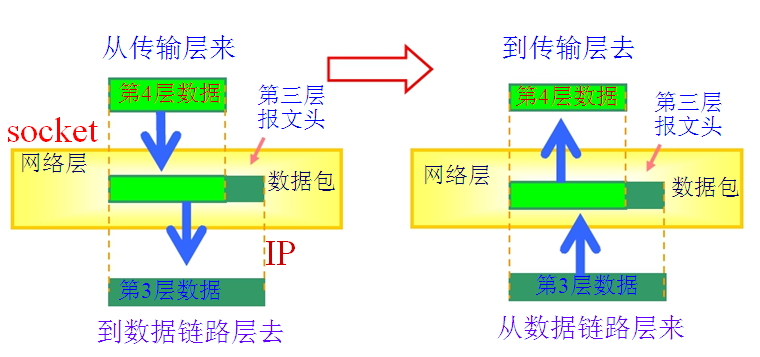 从传输层来
第4层数据
第三层
报文头
socket
网络层
数据包
IP
第3层数据
到数据链路层去
到传输层去
第4层数据
第三层
报文头
网络层
数据包
第3层数据
从数据链路层来